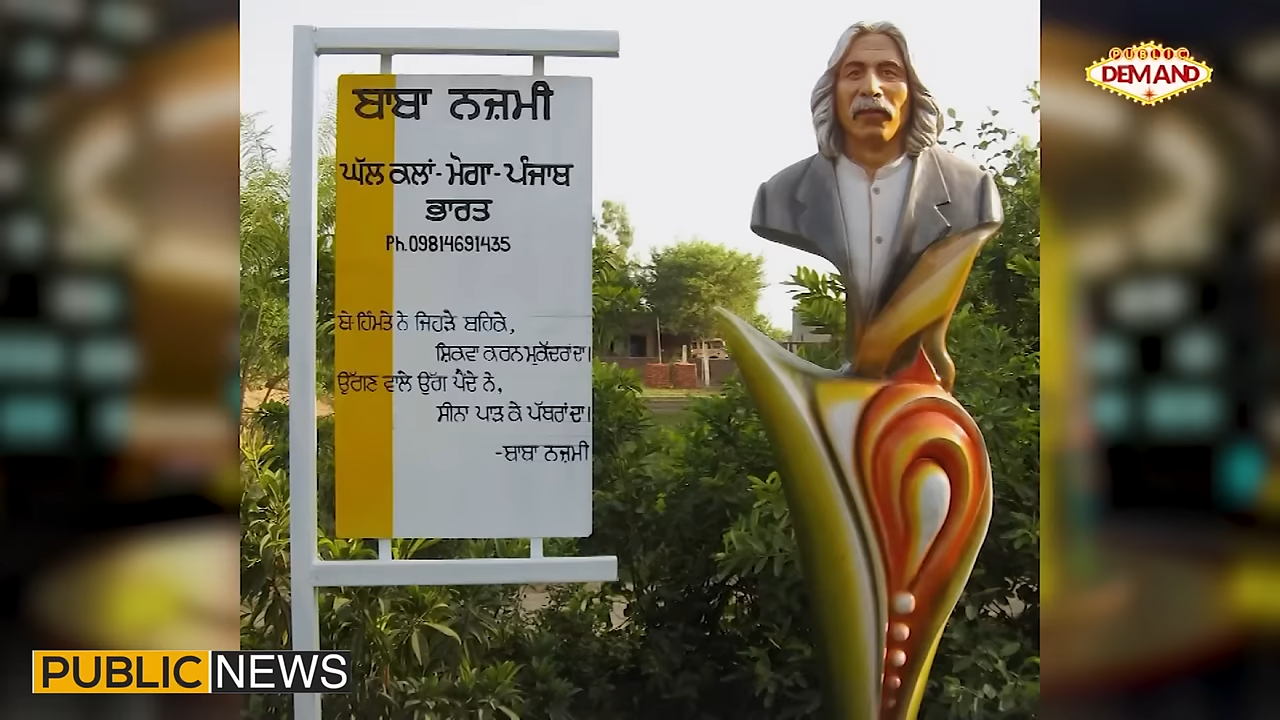 ਬਾਬਾ ਨਜ਼ਮੀ
ਘੱਲ ਕਲਾਂ-ਮੋਗਾ-ਪੰਜਾਬ
ਭਾਰਤ
Ph.09814691435
ਬੇ ਹਿੰਮਤੇ ਨੇ ਜਿਹੜੇ ਬਹਿਕੇ,
ਸ਼ਿਕਵਾ ਕਰਨ ਮੁਕੱਦਰਾਂ ਦਾ।
ਉੱਗਣ ਵਾਲੇ ਉੱਗ ਪੈਂਦੇ ਨੇ,
ਸੀਨਾ ਪਾੜ ਕੇ ਪੱਥਰਾਂ ਦਾ।
-ਬਾਬਾ ਨਜ਼ਮੀ
PUBLIC
DEMAND
PUBLIC NEWS